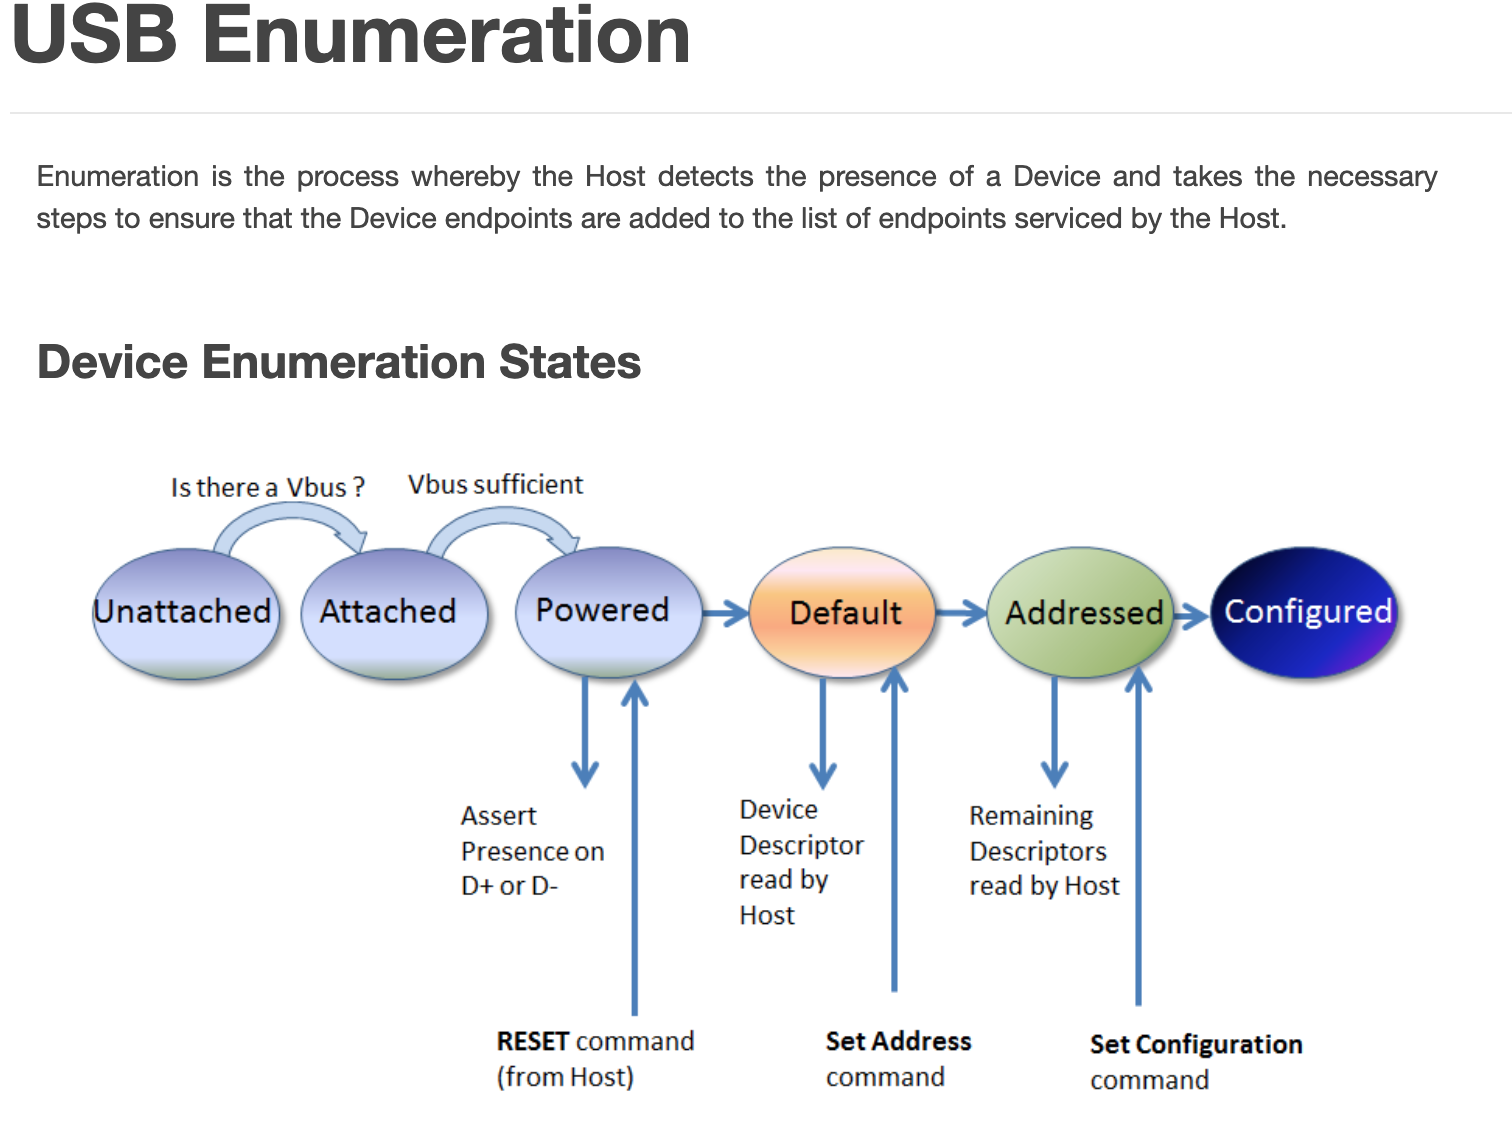 USB Enumeration
Enumeration is the process whereby the Host detects the presence of a Device and takes the necessary
steps to ensure that the Device endpoints are added to the list of endpoints serviced by the Host.
Device Enumeration States
Is there a Vbus ?
Vbus sufficient
Unattached
Attached
Powered
Default
Addressed
Configured
Assert
Presence on
D+ or D-
Device
Descriptor
read by
Host
Remaining
Descriptors
read by Host
RESET command
(from Host)
Set Address
command
Set Configuration
command